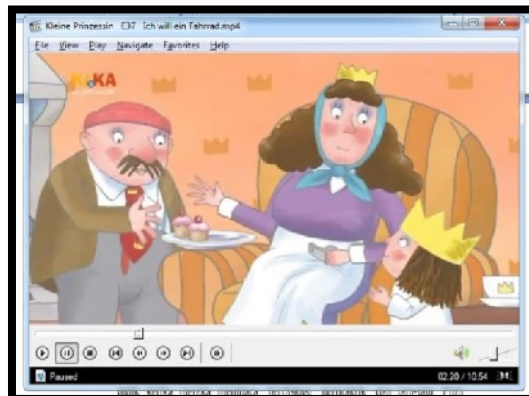 Kleine Prinzessin E37 Ich will ein Fahrrad.mp4
File View Play Navigate Favorites Help
KiKA
Paused
02:20 / 10:54